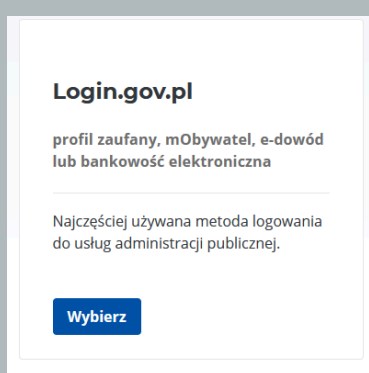 Login.gov.pl
profil zaufany, mObywatel, e-dowód
lub bankowość elektroniczna
Najczęściej używana metoda logowania
do usług administracji publicznej.
Wybierz